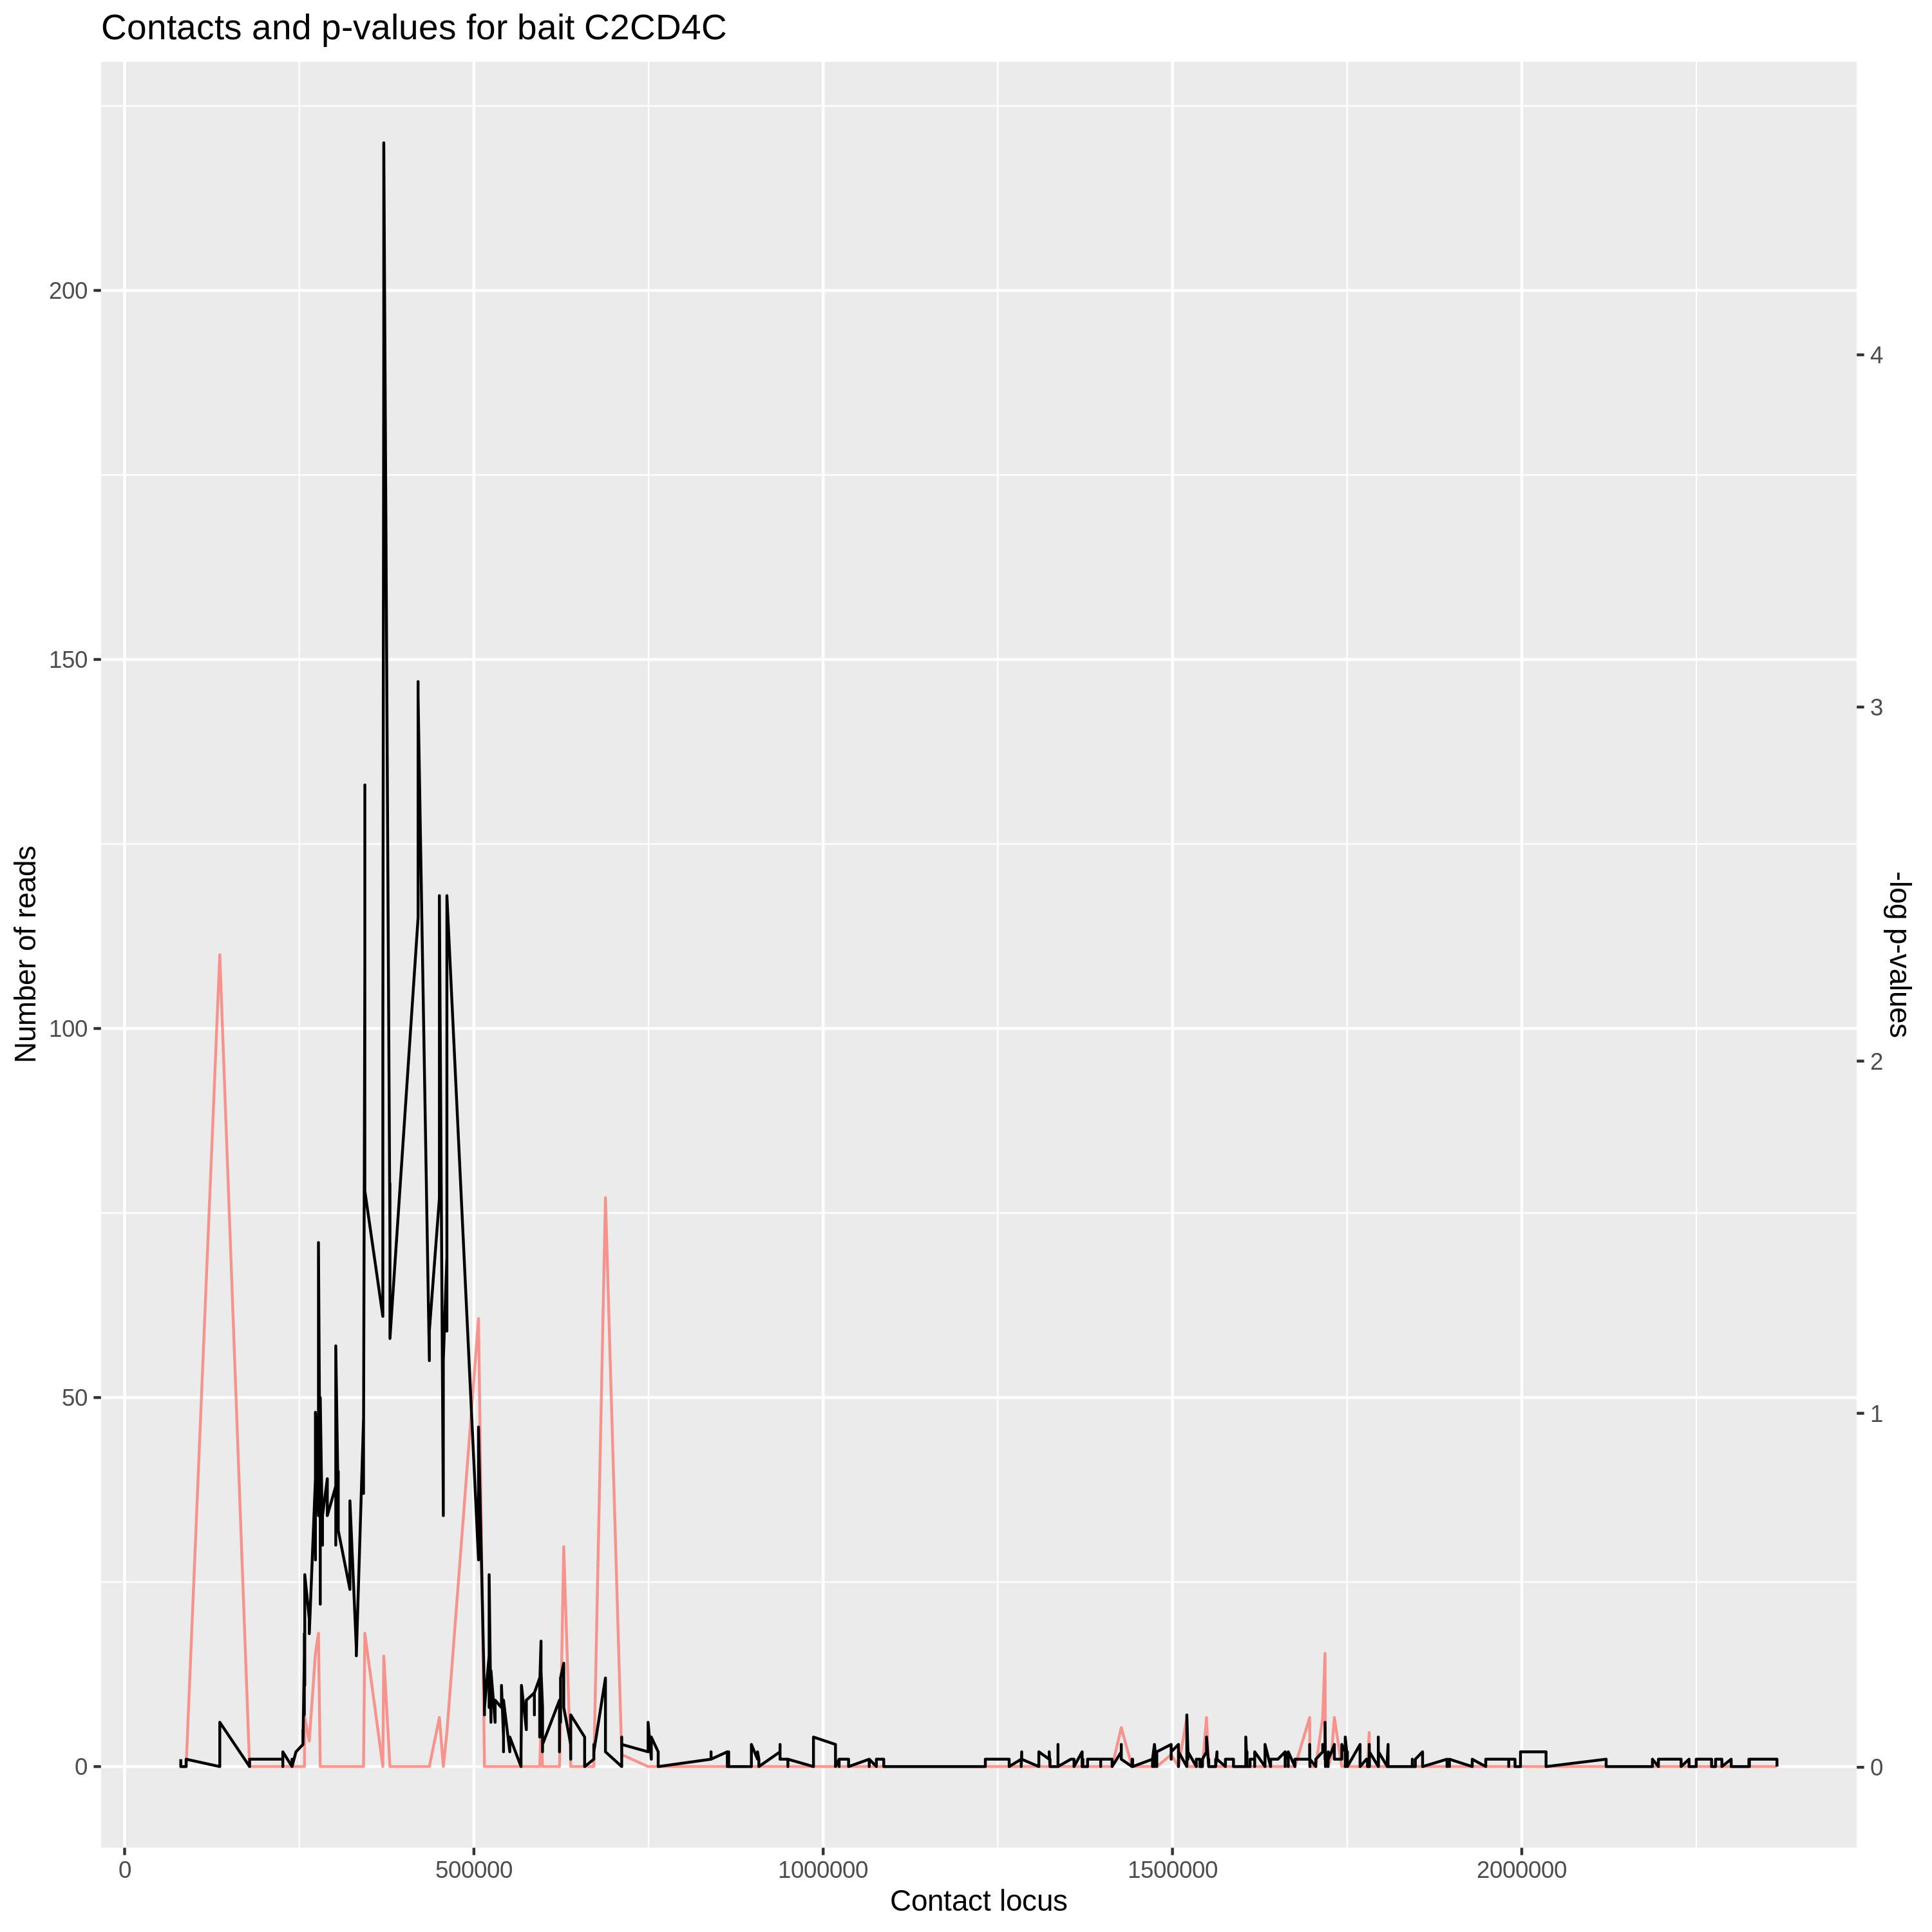 Contacts and p-values for bait C2CD4C
Number of reads
200
150
100
50
0
4
3
2
1
0
-log p-values
0 500000 1000000 1500000 2000000
Contact locus